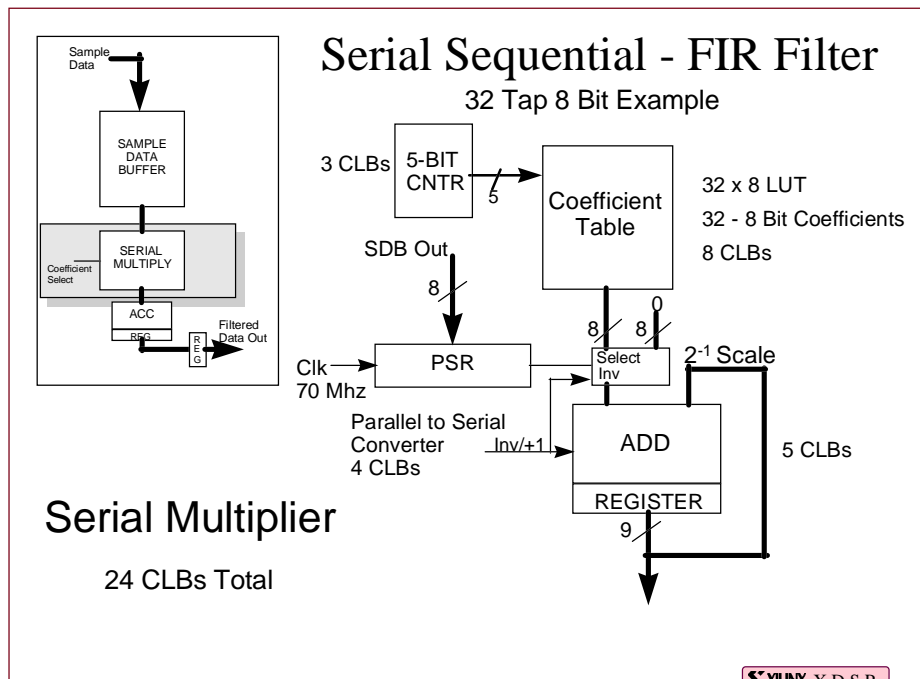 Serial Sequential - FIR Filter
32 Tap 8 Bit Example
Sample
Data
SAMPLE
DATA
BUFFER
SERIAL
MULTIPLY
Coefficient
Select
ACC
REG
R
E
G
Filtered
Data Out
3 CLBs
5-BIT
CNTR
5
Coefficient
Table
32 x 8 LUT
32 - 8 Bit Coefficients
8 CLBs
SDB Out
8
8
8
0
Clk
70 Mhz
PSR
Select
Inv
2-1 Scale
Parallel to Serial
Converter
4 CLBs
Inv/+1
ADD
REGISTER
5 CLBs
9
Serial Multiplier
24 CLBs Total
XILINX X D S P